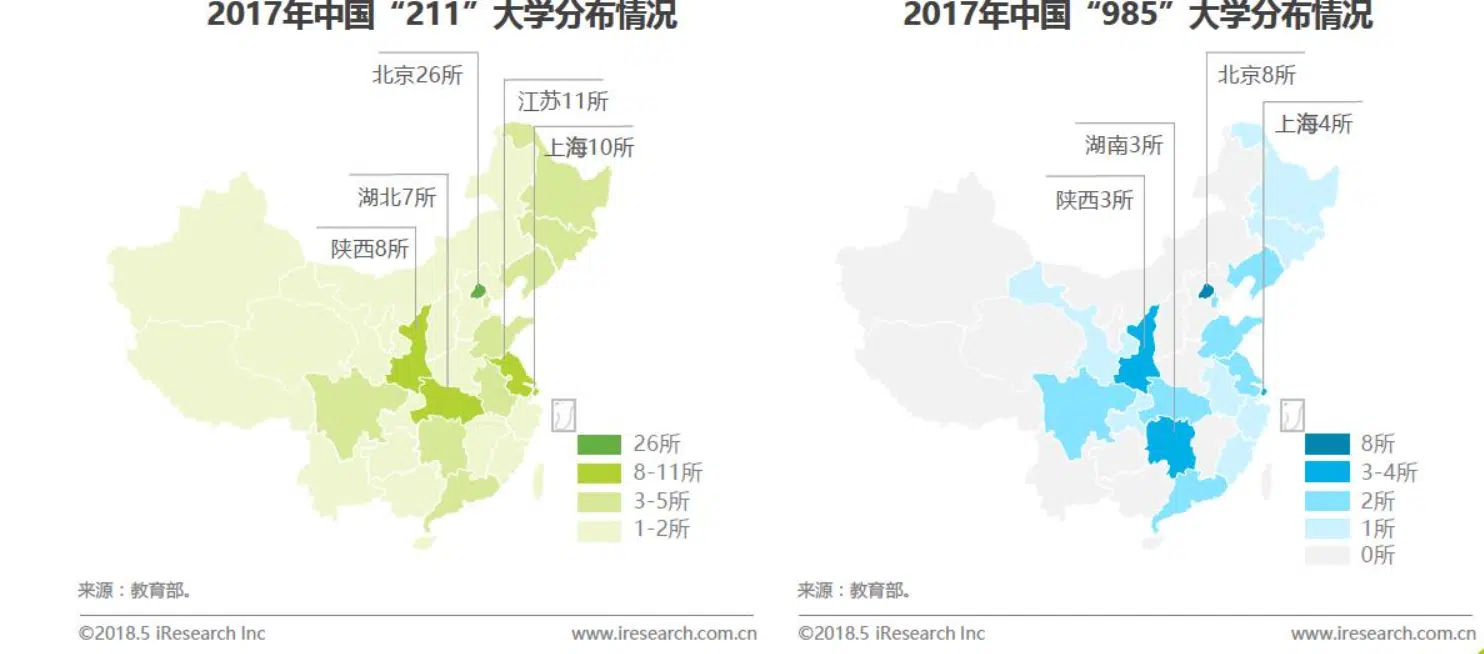 2017年中国“211”大学分布情况
北京26所
江苏11所
上海10所
湖北7所
陕西8所
26所
8-11所
3-5所
1-2所
来源：教育部。
©2018.5 iResearch Inc
www.iresearch.com.cn
2017年中国“985”大学分布情况
北京8所
上海4所
湖南3所
陕西3所
8所
3-4所
2所
1所
0所
来源：教育部。
©2018.5 iResearch Inc
www.iresearch.com.cn